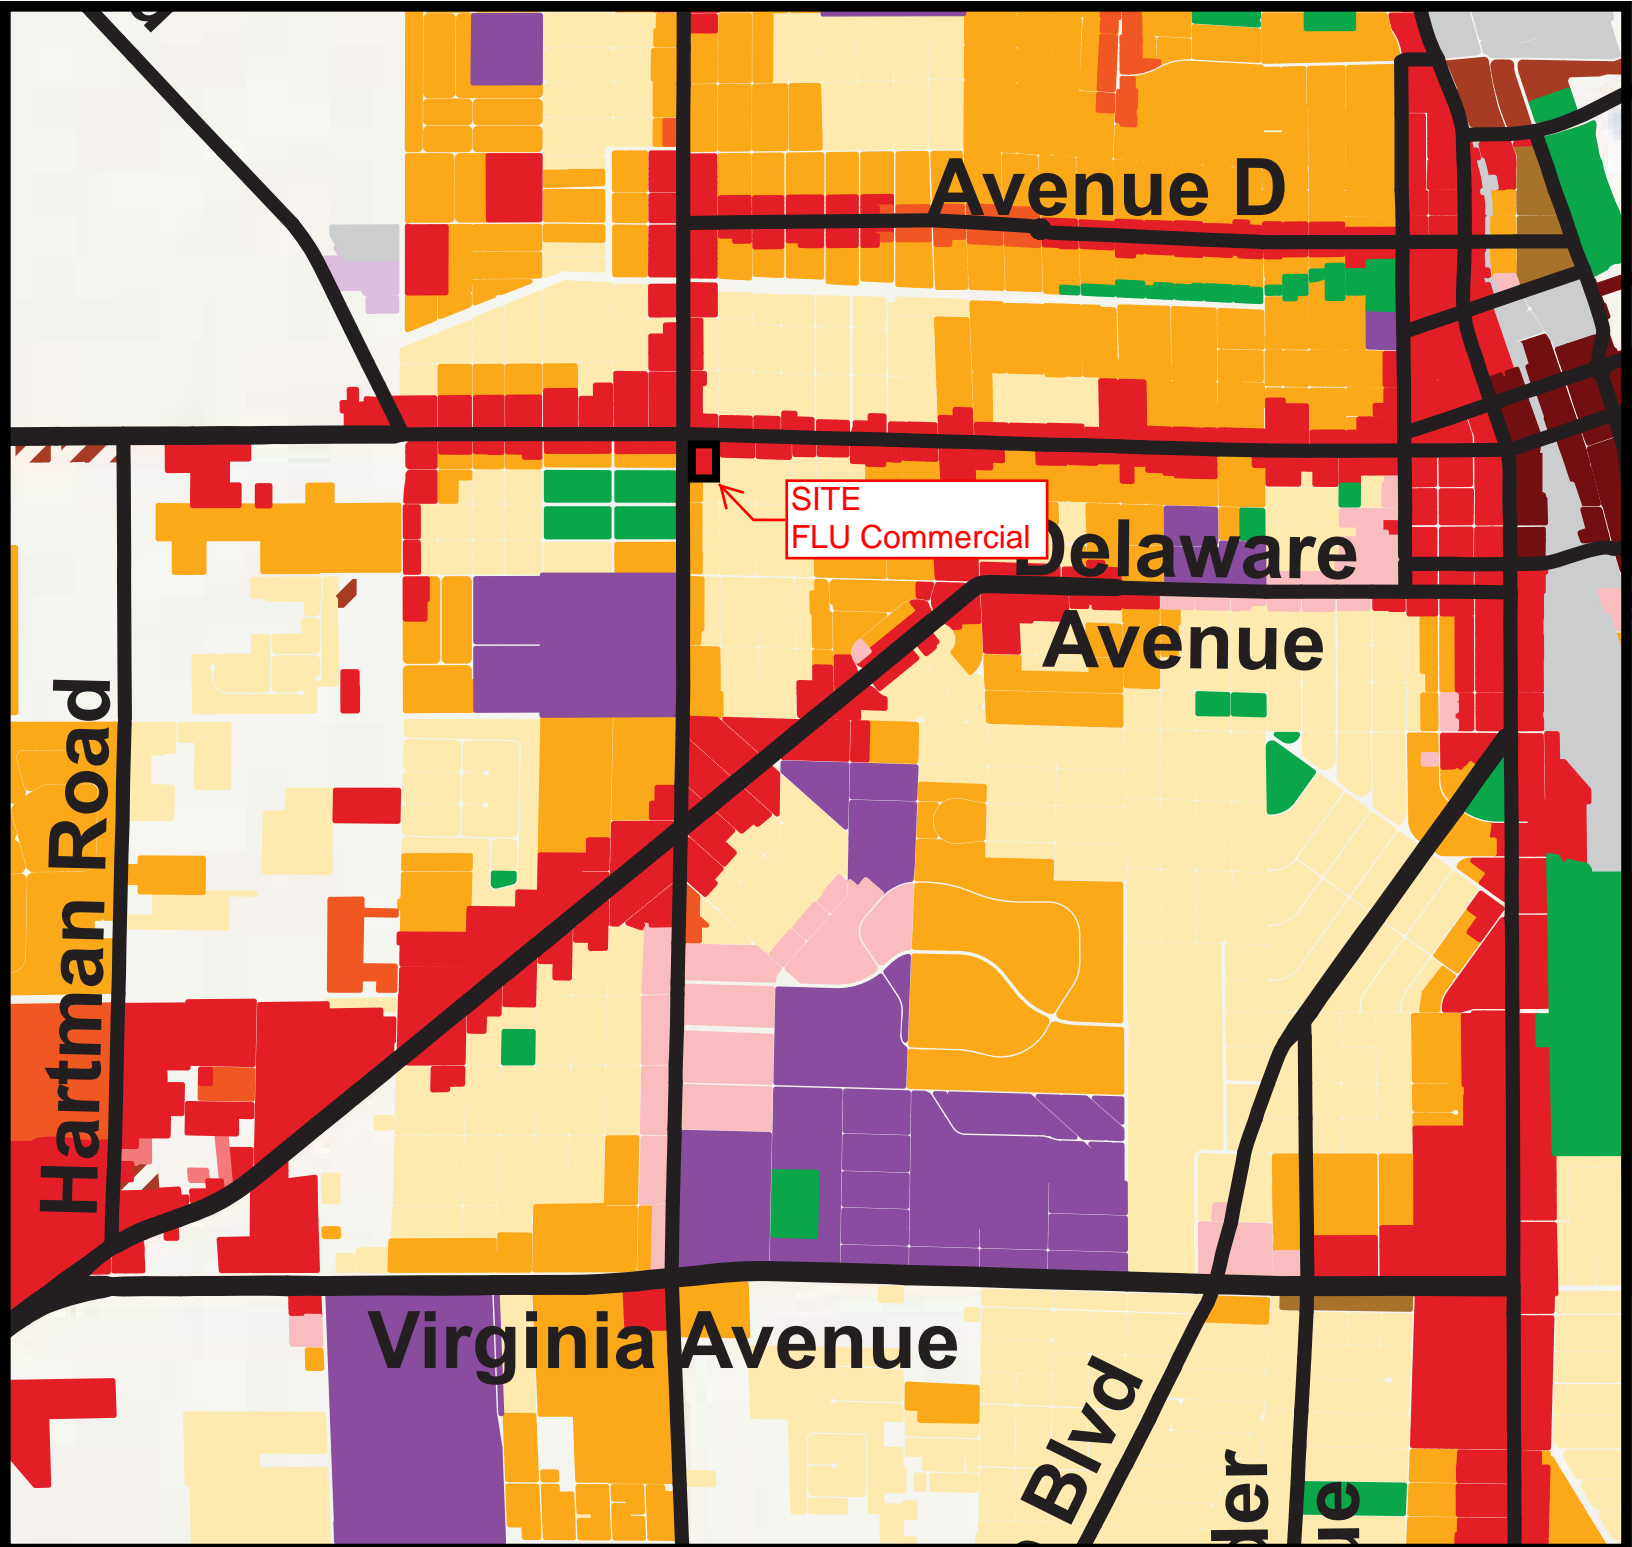 Avenue D
SITE
FLU Commercial
Delaware
Avenue
Hartman Road
Virginia Avenue
Blvd